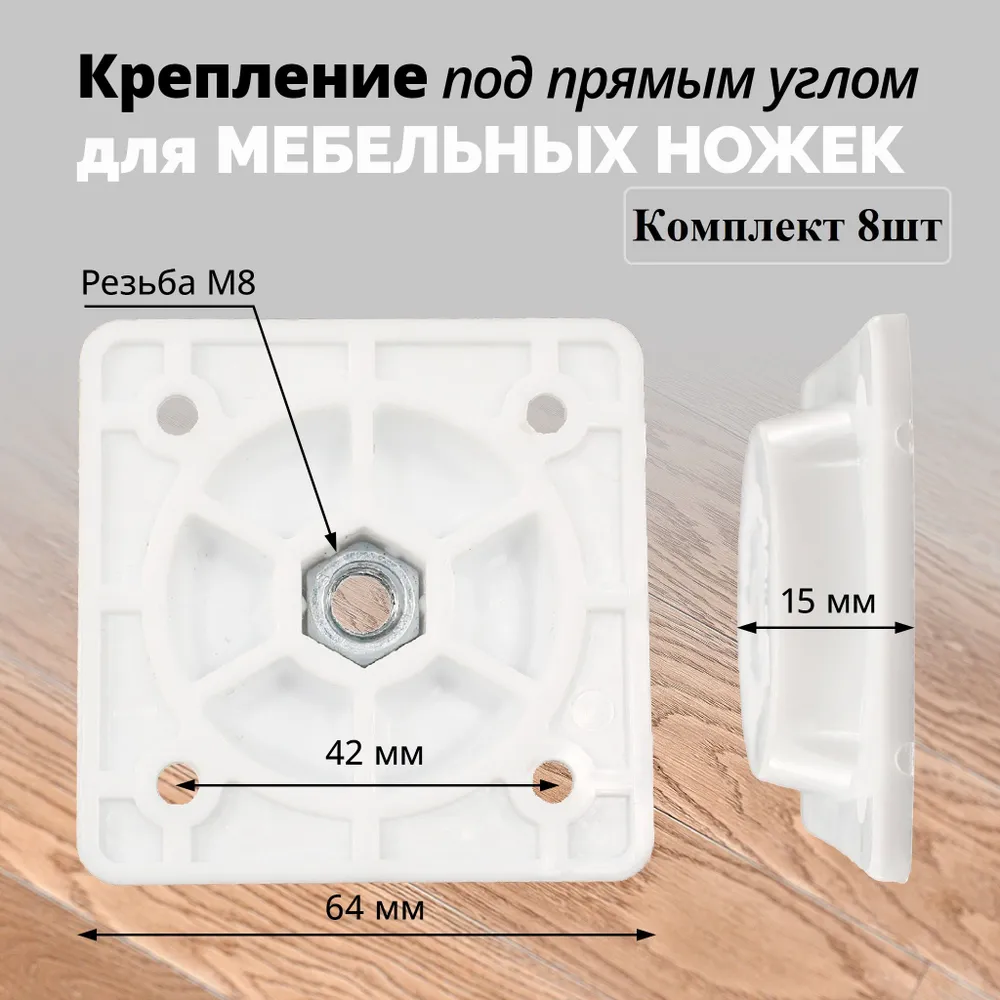 Крепление под прямым углом
для МЕБЕЛЬНЫХ НОЖЕК
Комплект 8шт
Резьба М8
15 мм
42 мм
64 мм